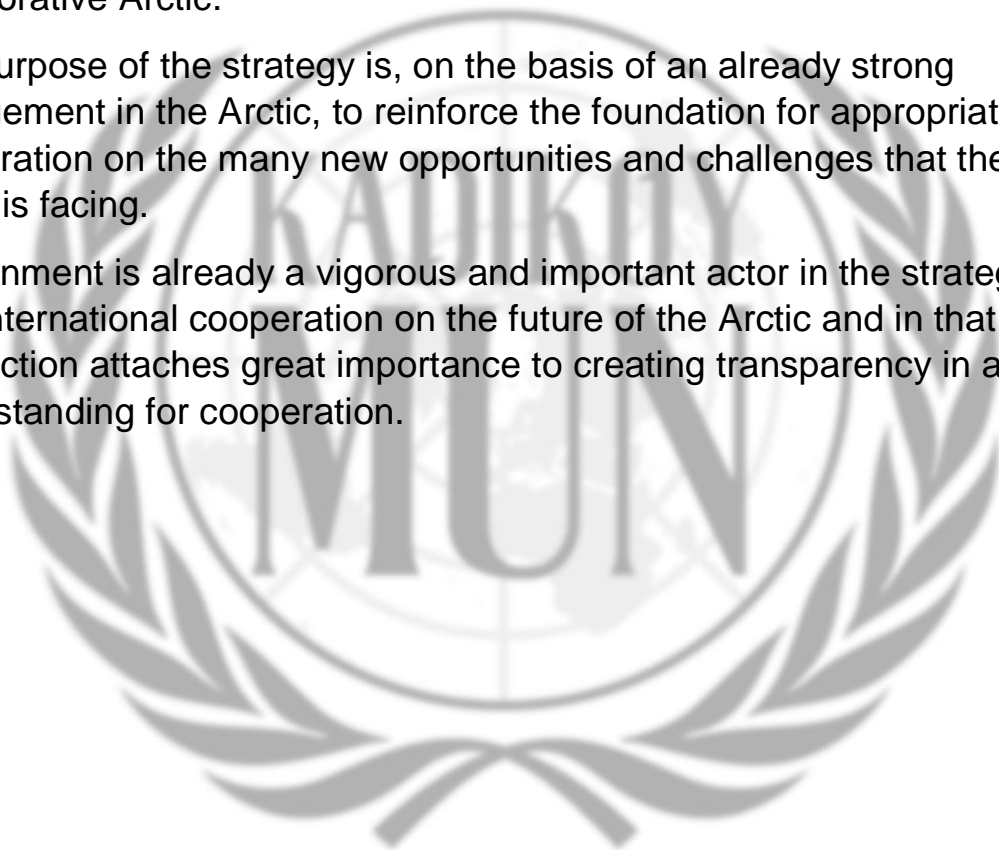 orative Arctic.
urpose of the strategy is, on the basis of an already strong
ement in the Arctic, to reinforce the foundation for appropriat
ration on the many new opportunities and challenges that the
is facing.
nment is already a vigorous and important actor in the strateg
nternational cooperation on the future of the Arctic and in that
ction attaches great importance to creating transparency in a
standing for cooperation.
KADIKÖY
MUN